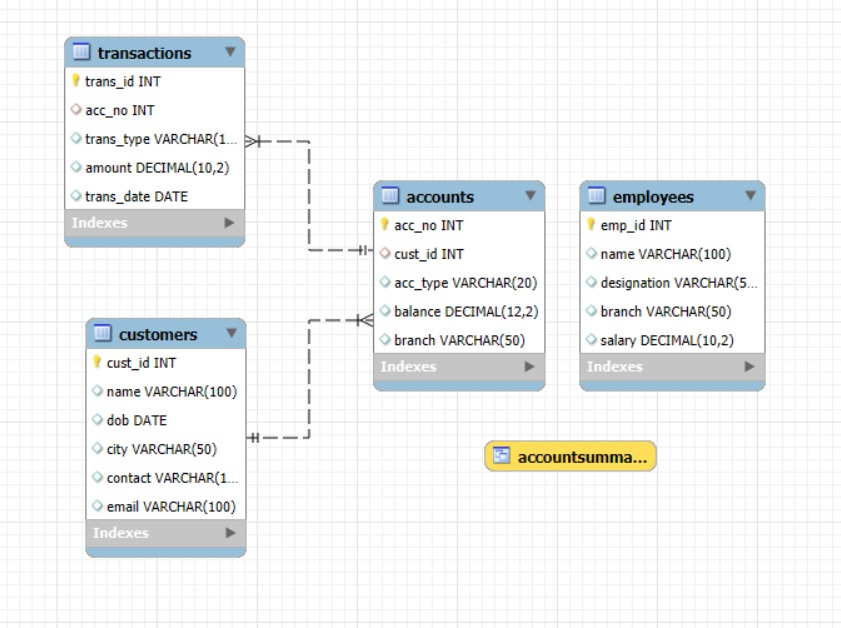 transactions
trans_id INT
acc_no INT
trans_type VARCHAR(1...
amount DECIMAL(10,2)
trans_date DATE
Indexes
accounts
acc_no INT
cust_id INT
acc_type VARCHAR(20)
balance DECIMAL(12,2)
branch VARCHAR(50)
Indexes
employees
emp_id INT
name VARCHAR(100)
designation VARCHAR(5...
branch VARCHAR(50)
salary DECIMAL(10,2)
Indexes
customers
cust_id INT
name VARCHAR(100)
dob DATE
city VARCHAR(50)
contact VARCHAR(1...
email VARCHAR(100)
Indexes
accountsumma...